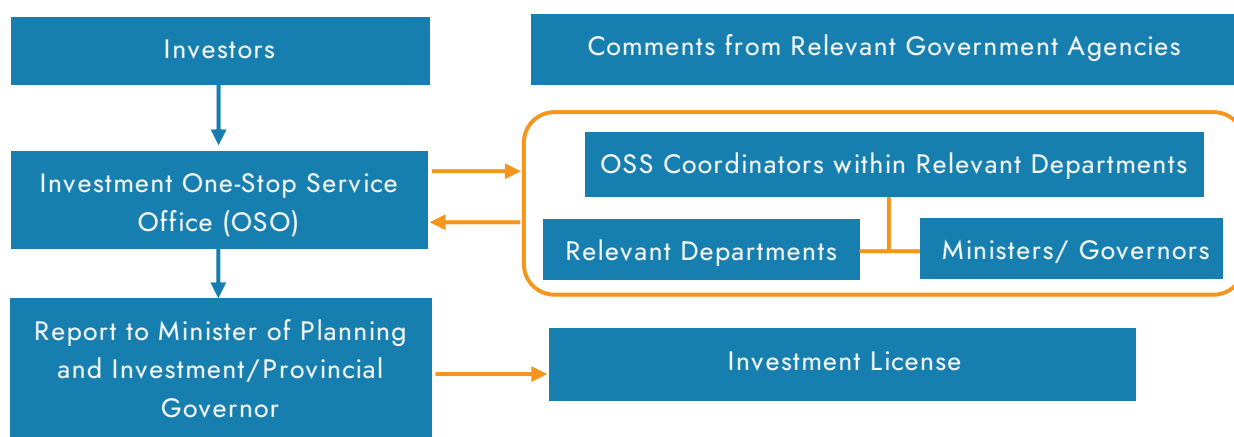 Investors
Comments from Relevant Government Agencies
Investment One-Stop Service
Office (OSO)
OSS Coordinators within Relevant Departments
Relevant Departments
Ministers/ Governors
Report to Minister of Planning
and Investment/Provincial
Governor
Investment License